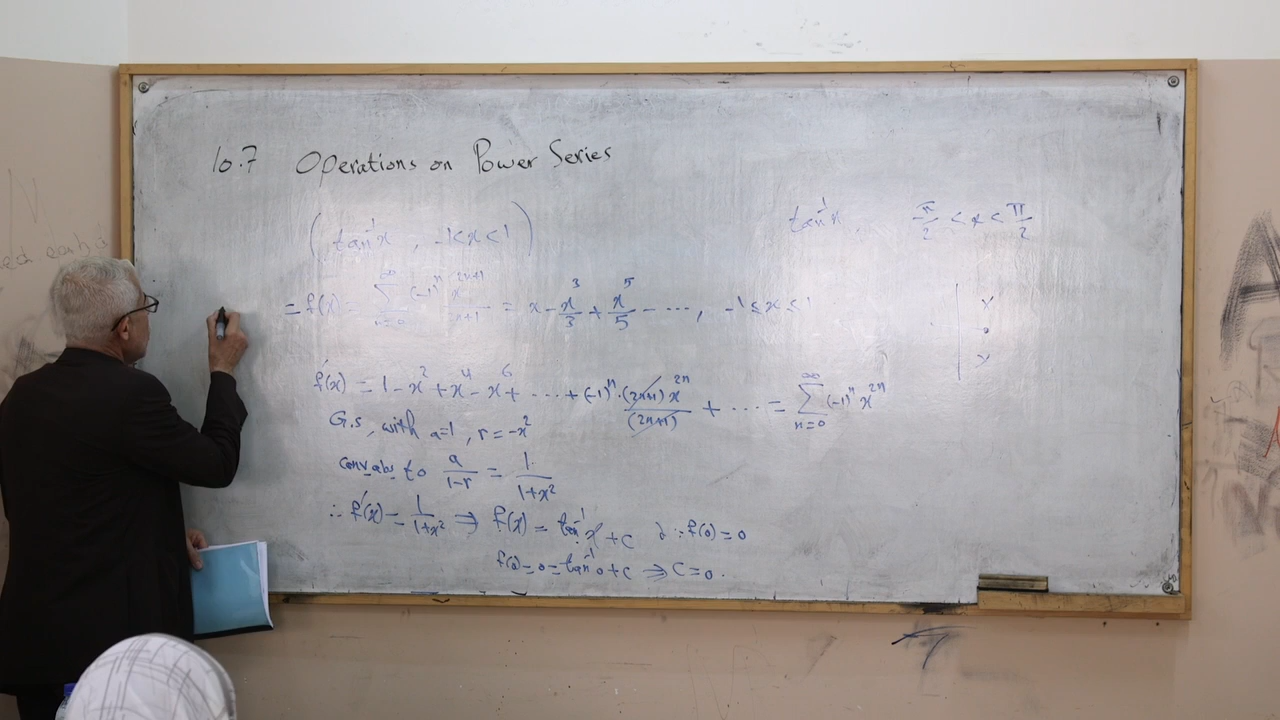 10.7 Operations on Power Series
(tan⁻¹x , -1<x<1)
tan⁻¹x, -π/2 < x < π/2
= f(x) = ∑_{n=0}^{∞} (-1)ⁿ x²ⁿ⁺¹/2n+1 = x - x³/3 + x⁵/5 - ..., -1 ≤ x ≤ 1
f'(x) = 1 - x² + x⁴ - x⁶ + ... + (-1)ⁿ · (2n+1) x²ⁿ/(2n+1) + ... = ∑_{n=0}^{∞} (-1)ⁿ x²ⁿ
G.s, with a=1, r = -x²
conv. abs to a/1-r = 1/1+x²
∴ f'(x) = 1/1+x² ⇒ f(x) = tan⁻¹x + c ∵ f(0) = 0
f(0) = 0 = tan⁻¹0 + c ⇒ C = 0.